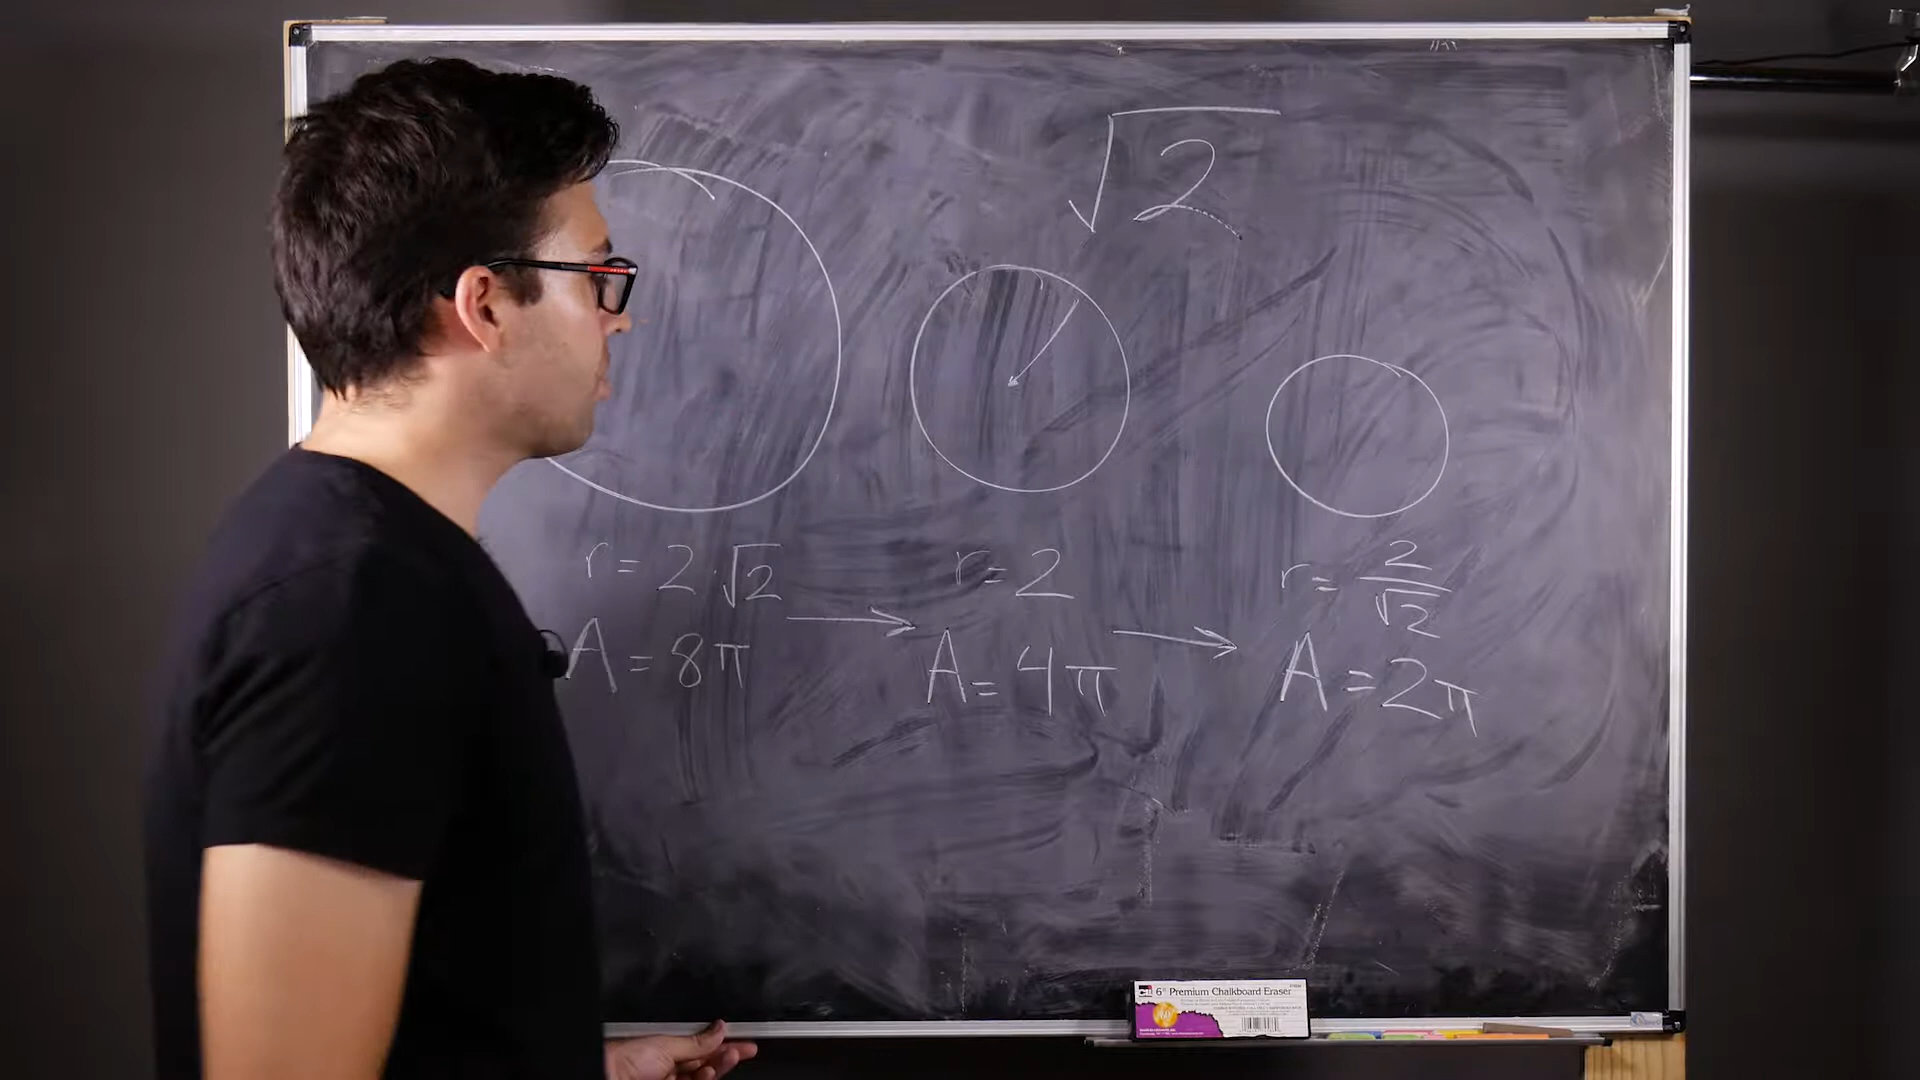 √2
r = 2·√2
A = 8π
r = 2
A = 4π
r = 2/√2
A = 2π
6" Premium Chalkboard Eraser